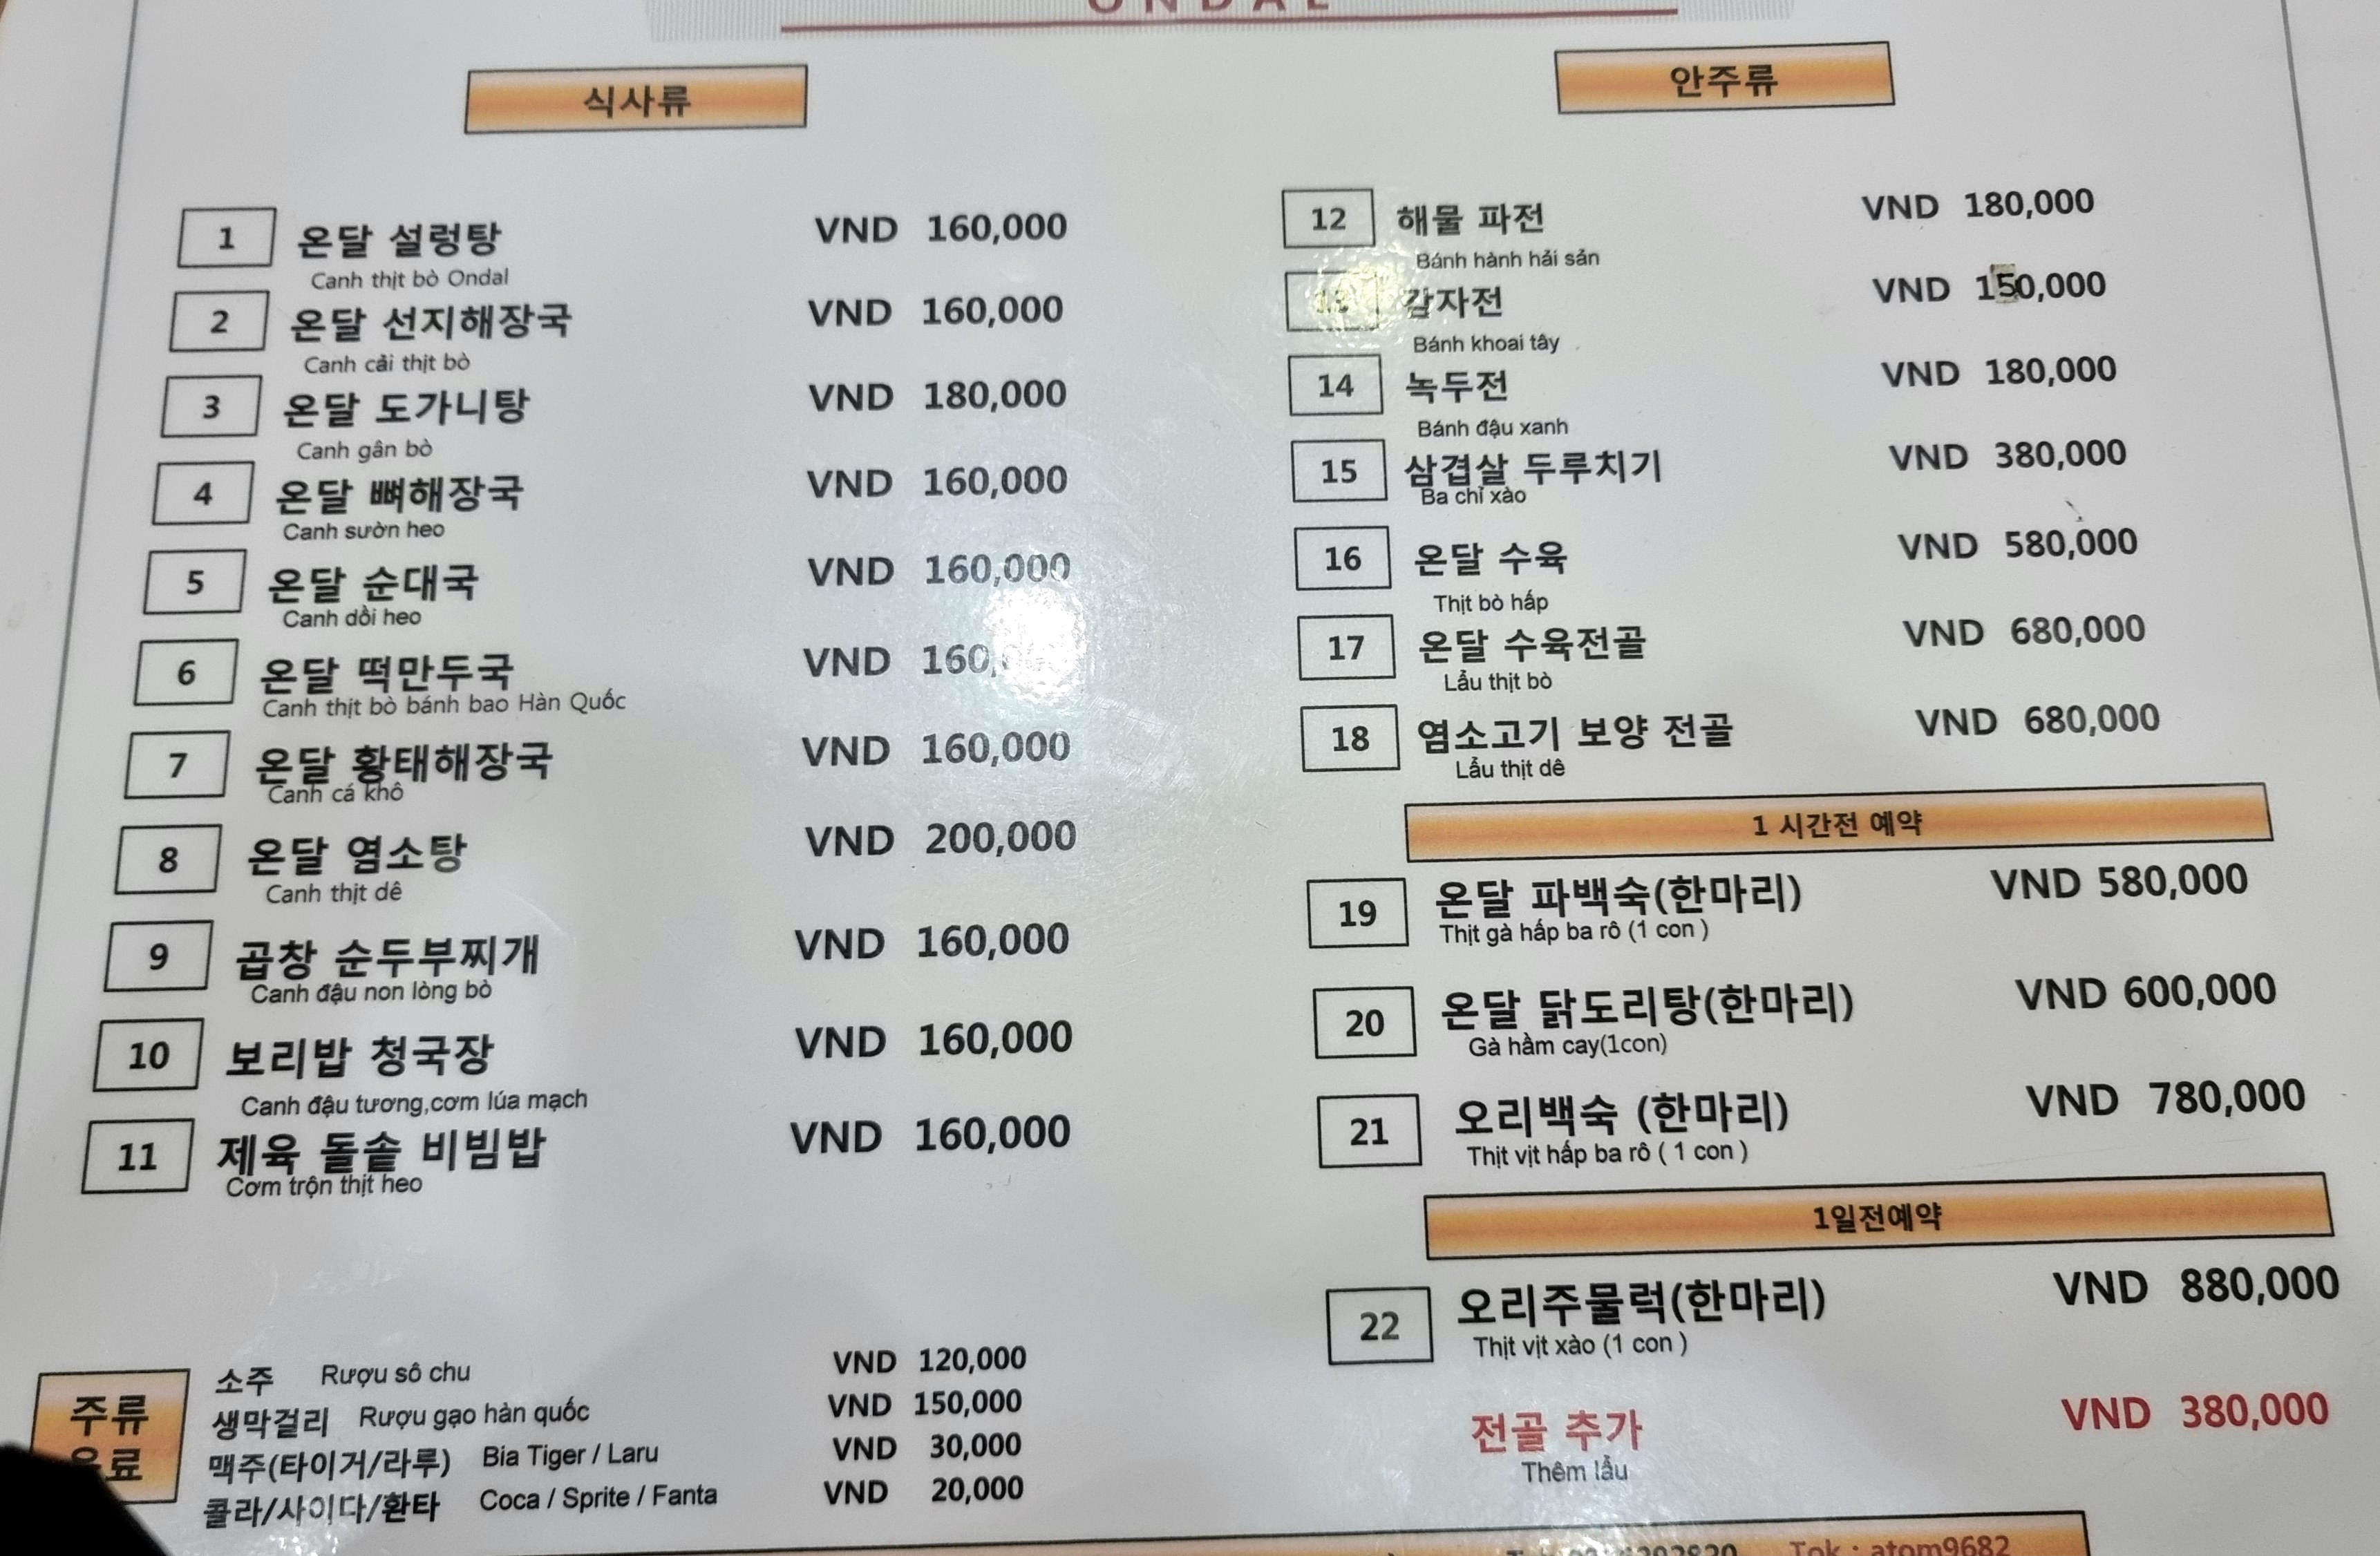 ONDAL
식사류
1 온달 설렁탕 VND 160,000
Canh thịt bò Ondal
2 온달 선지해장국 VND 160,000
Canh cải thịt bò
3 온달 도가니탕 VND 180,000
Canh gân bò
4 온달 뼈해장국 VND 160,000
Canh sườn heo
5 온달 순대국 VND 160,000
Canh dồi heo
6 온달 떡만두국 VND 160,
Canh thịt bò bánh bao Hàn Quốc
7 온달 황태해장국 VND 160,000
Canh cá khô
8 온달 염소탕 VND 200,000
Canh thịt dê
9 곱창 순두부찌개 VND 160,000
Canh đậu non lòng bò
10 보리밥 청국장 VND 160,000
Canh đậu tương,cơm lúa mạch
11 제육 돌솥 비빔밥 VND 160,000
Cơm trộn thịt heo
주류
음료
소주 Rượu sô chu VND 120,000
생막걸리 Rượu gạo hàn quốc VND 150,000
맥주(타이거/라루) Bia Tiger / Laru VND 30,000
콜라/사이다/환타 Coca / Sprite / Fanta VND 20,000
안주류
12 해물 파전 VND 180,000
Bánh hành hải sản
13 감자전 VND 150,000
Bánh khoai tây
14 녹두전 VND 180,000
Bánh đậu xanh
15 삼겹살 두루치기 VND 380,000
Ba chỉ xào
16 온달 수육 VND 580,000
Thịt bò hấp
17 온달 수육전골 VND 680,000
Lẩu thịt bò
18 염소고기 보양 전골 VND 680,000
Lẩu thịt dê
1 시간전 예약
19 온달 파백숙(한마리) VND 580,000
Thịt gà hấp ba rô (1 con )
20 온달 닭도리탕(한마리) VND 600,000
Gà hầm cay(1con)
21 오리백숙 (한마리) VND 780,000
Thịt vịt hấp ba rô ( 1 con )
1일전예약
22 오리주물럭(한마리) VND 880,000
Thịt vịt xào (1 con )
전골 추가 VND 380,000
Thêm lẩu
Tok : atom9682